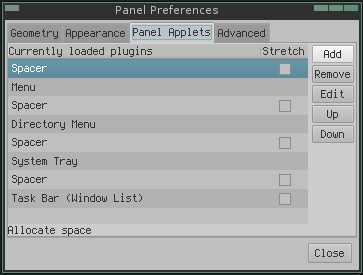 Panel Preferences
Geometry Appearance Panel Applets Advanced
Currently loaded plugins Stretch
Spacer
Menu
Spacer
Directory Menu
Spacer
System Tray
Spacer
Task Bar (Window List)
Allocate space
Add
Remove
Edit
Up
Down
Close